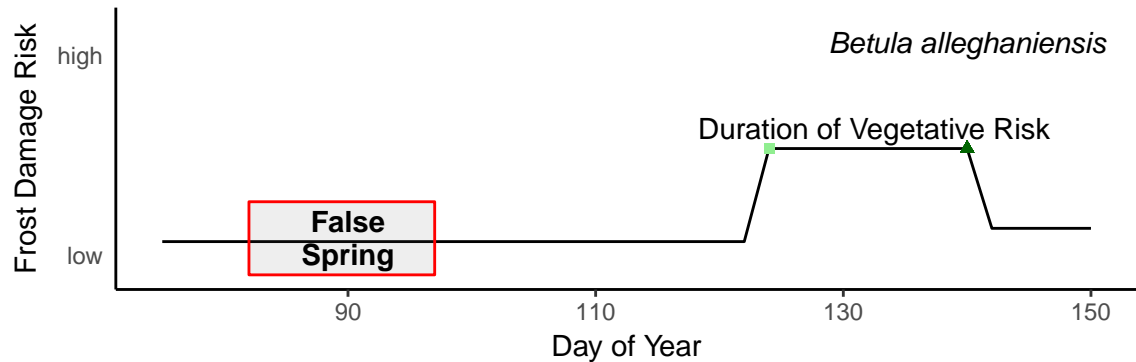 Betula alleghaniensis
high
Frost Damage Risk
Duration of Vegetative Risk
False
Spring
low
90 110 130 150
Day of Year